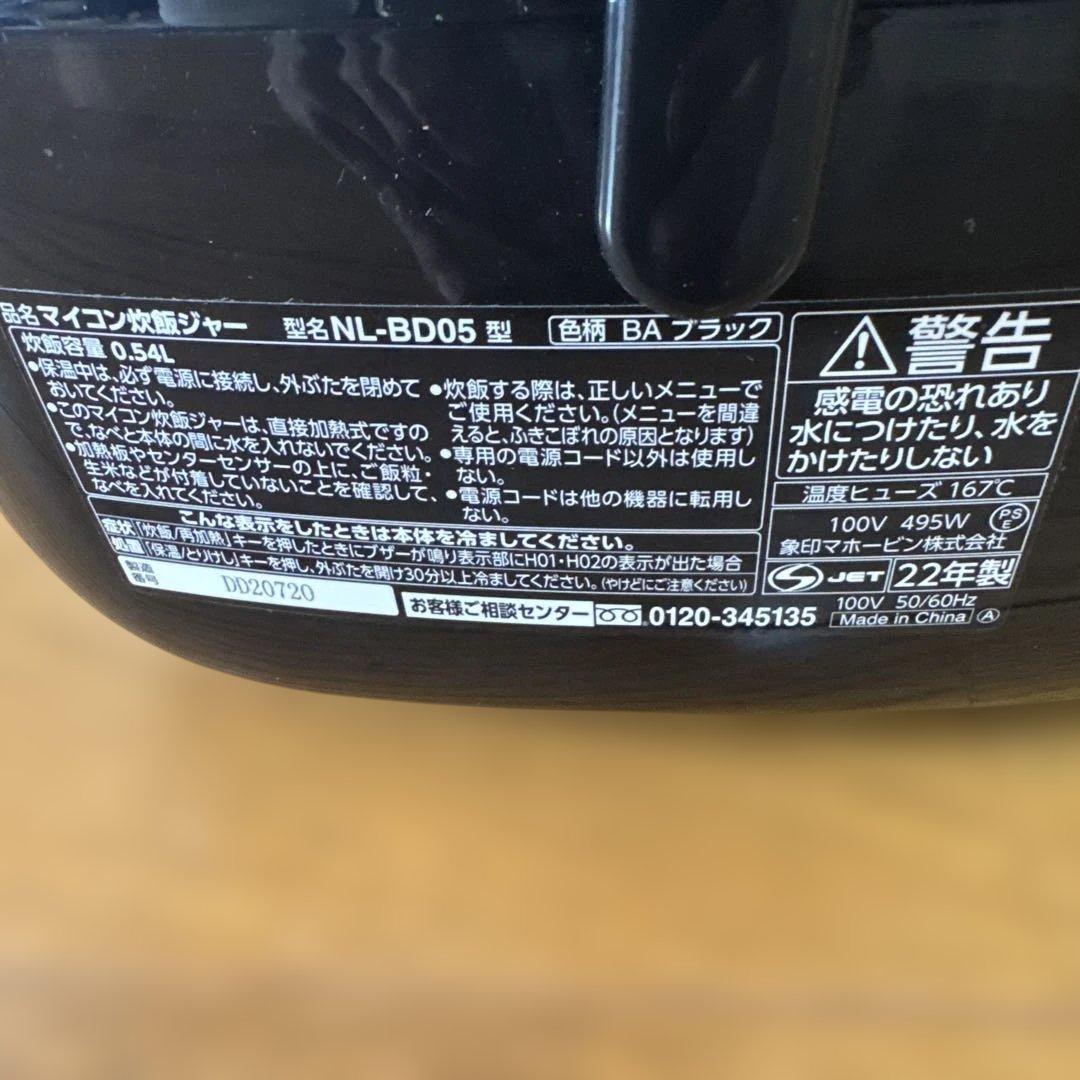 品名 マイコン炊飯ジャー 型名 NL-BD05 型 色柄 BA ブラック
炊飯容量 0.54L
●保温中は、必ず電源に接続し、外ぶたを閉めて
おいてください。
●このマイコン炊飯ジャーは、直接加熱式ですの
で、なべと本体の間に水を入れないでください。
●加熱板やセンターセンサーの上に、ご飯粒・
生米などが付着していないことを確認して、
なべを入れてください。
●炊飯する際は、正しいメニューで
ご使用ください。(メニューを間違
えると、ふきこぼれの原因となります)
●専用の電源コード以外は使用し
ない。
●電源コードは他の機器に転用し
ない。
こんな表示をしたときは本体を冷ましてください。
症状 「炊飯/再加熱」キーを押したときにブザーが鳴り表示部にH01・H02の表示が出た場合
処置 「保温/とりけし」キーを押し、外ぶたを開け30分以上冷ましてください。(やけどにご注意ください)
製造
番号 DD20720
お客様ご相談センター 0120-345135
警告
感電の恐れあり
水につけたり、水を
かけたりしない
温度ヒューズ 167℃
100V 495W PSE
象印マホービン株式会社
JET 22年製
100V 50/60Hz
Made in China Ⓐ